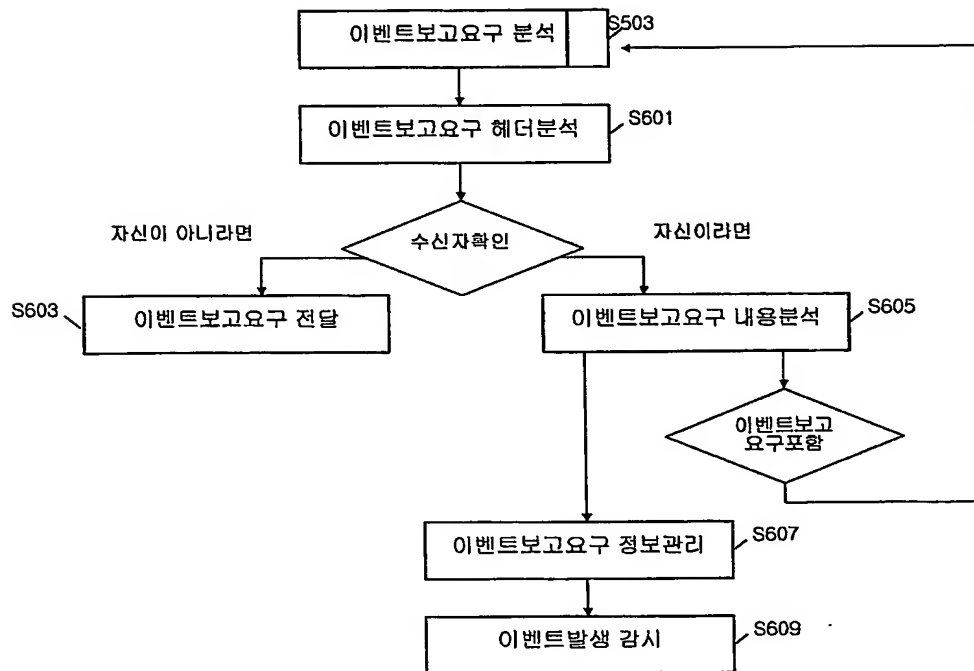 이벤트보고요구 분석
S503
이벤트보고요구 헤더분석
S601
자신이 아니라면
수신자확인
자신이라면
S603
이벤트보고요구 전달
이벤트보고요구 내용분석
S605
이벤트보고
요구포함
이벤트보고요구 정보관리
S607
이벤트발생 감시
S609